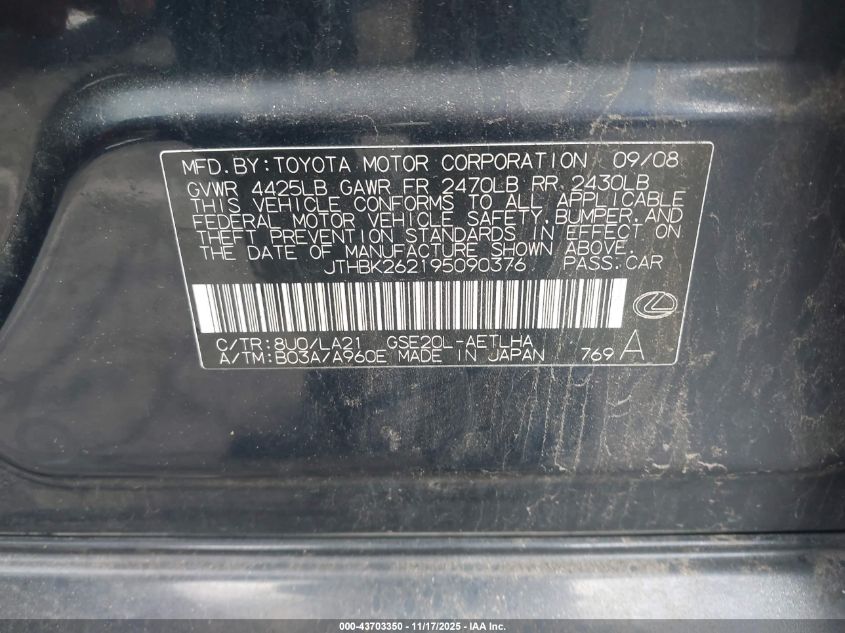 MFD.BY:TOYOTA MOTOR CORPORATION 09/08
GVWR 4425LB GAWR FR 2470LB RR 2430LB
THIS VEHICLE CONFORMS TO ALL APPLICABLE
FEDERAL MOTOR VEHICLE SAFETY,BUMPER,AND
THEFT PREVENTION STANDARDS IN EFFECT ON
THE DATE OF MANUFACTURE SHOWN ABOVE.
JTHBK262195090376 PASS.CAR
C/TR:8U0/LA21 GSE20L-AETLHA
A/TM:B03A/A960E MADE IN JAPAN 769 A
000-43703350 - 11/17/2025 - IAA Inc.